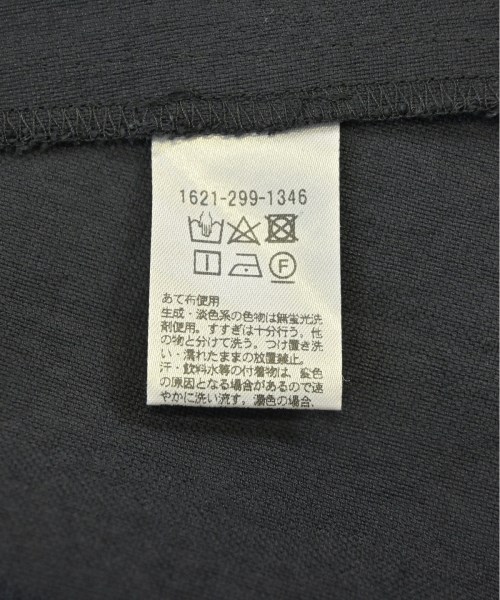 1621-299-1346
F
あて布使用
生成・淡色系の色物は無蛍光洗
剤使用。すすぎは十分行う。他
の物と分けて洗う。つけ置き洗
い・濡れたままの放置禁止。
汗・飲料水等の付着物は、変色
の原因となる場合があるので速
やかに洗い流す。濃色の場合、